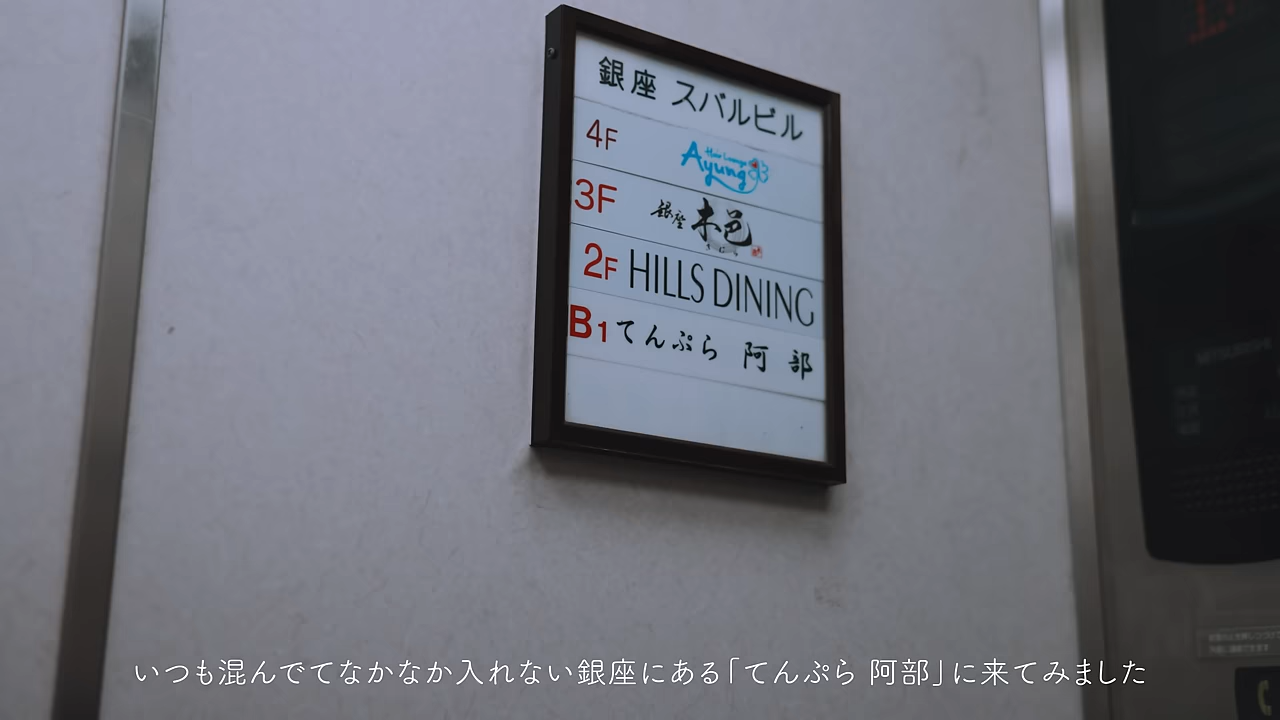 銀座 スバルビル
4F Hair Lounge Ayung
3F 銀座 木邑
2F HILLS DINING
B1 てんぷら 阿部
いつも混んでてなかなか入れない銀座にある「てんぷら 阿部」に来てみました